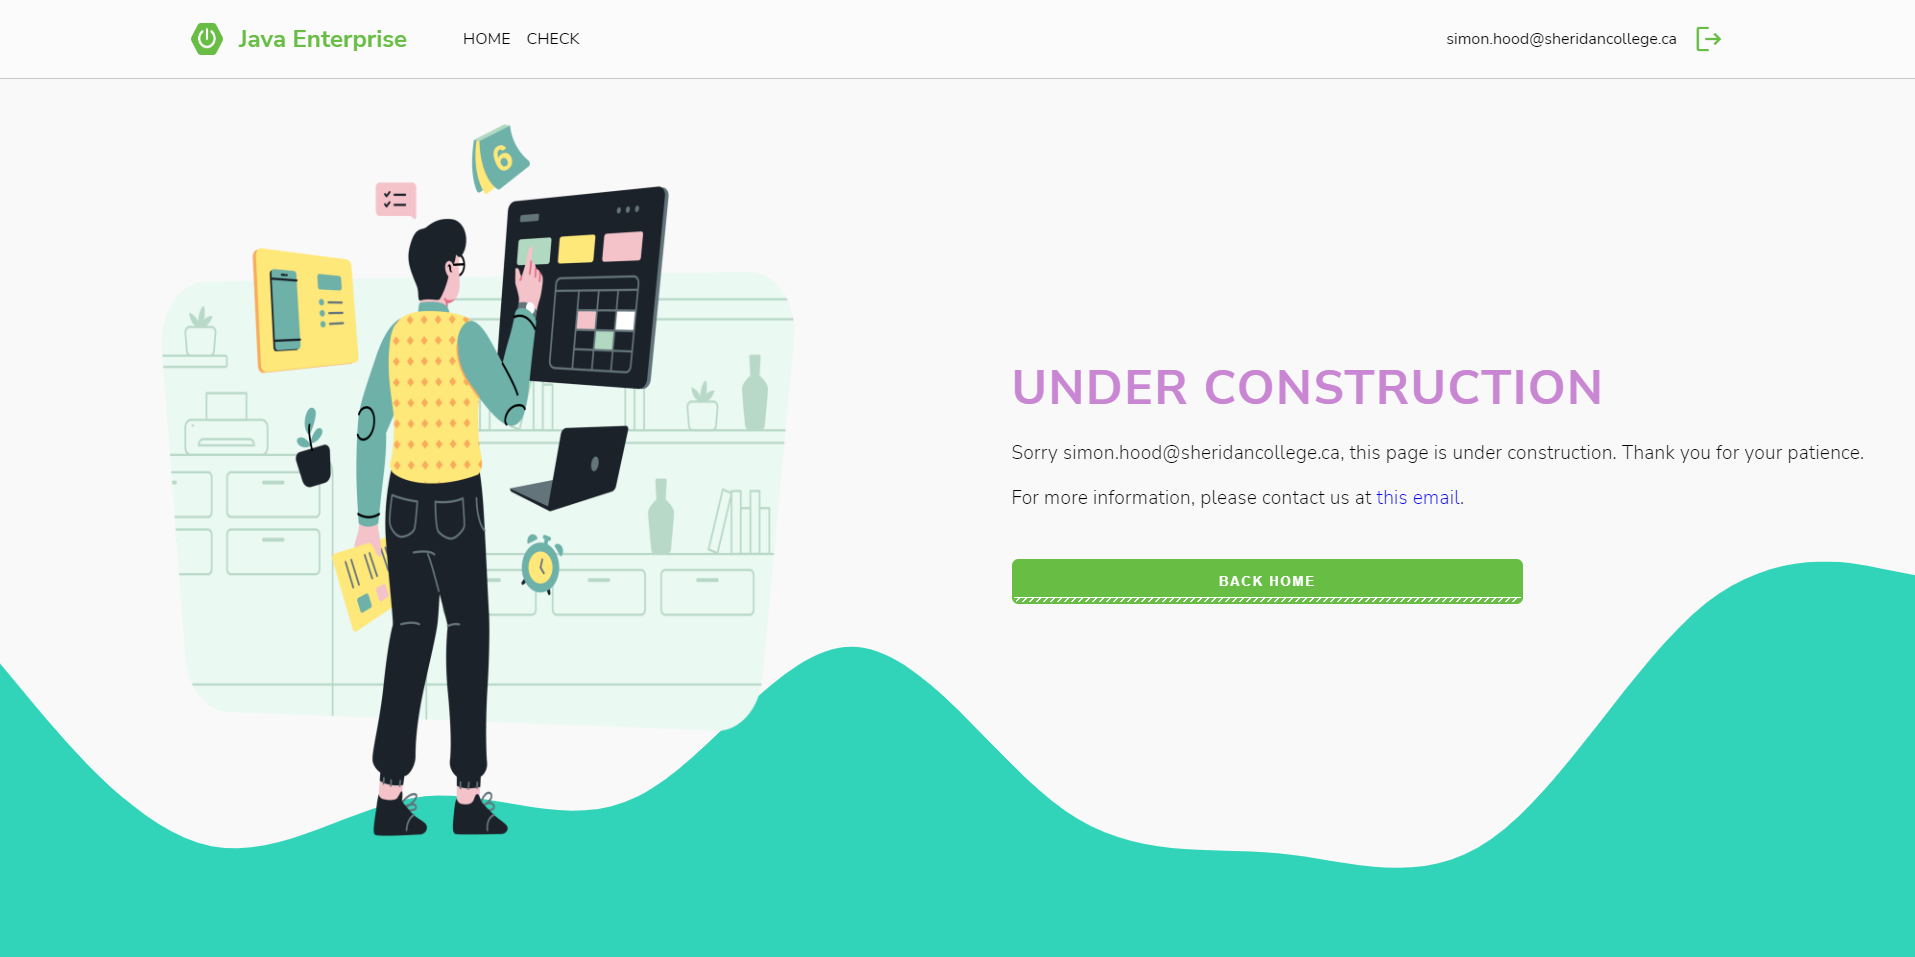 Java Enterprise
HOME CHECK
simon.hood@sheridancollege.ca
6
UNDER CONSTRUCTION
Sorry simon.hood@sheridancollege.ca, this page is under construction. Thank you for your patience.
For more information, please contact us at this email.
BACK HOME